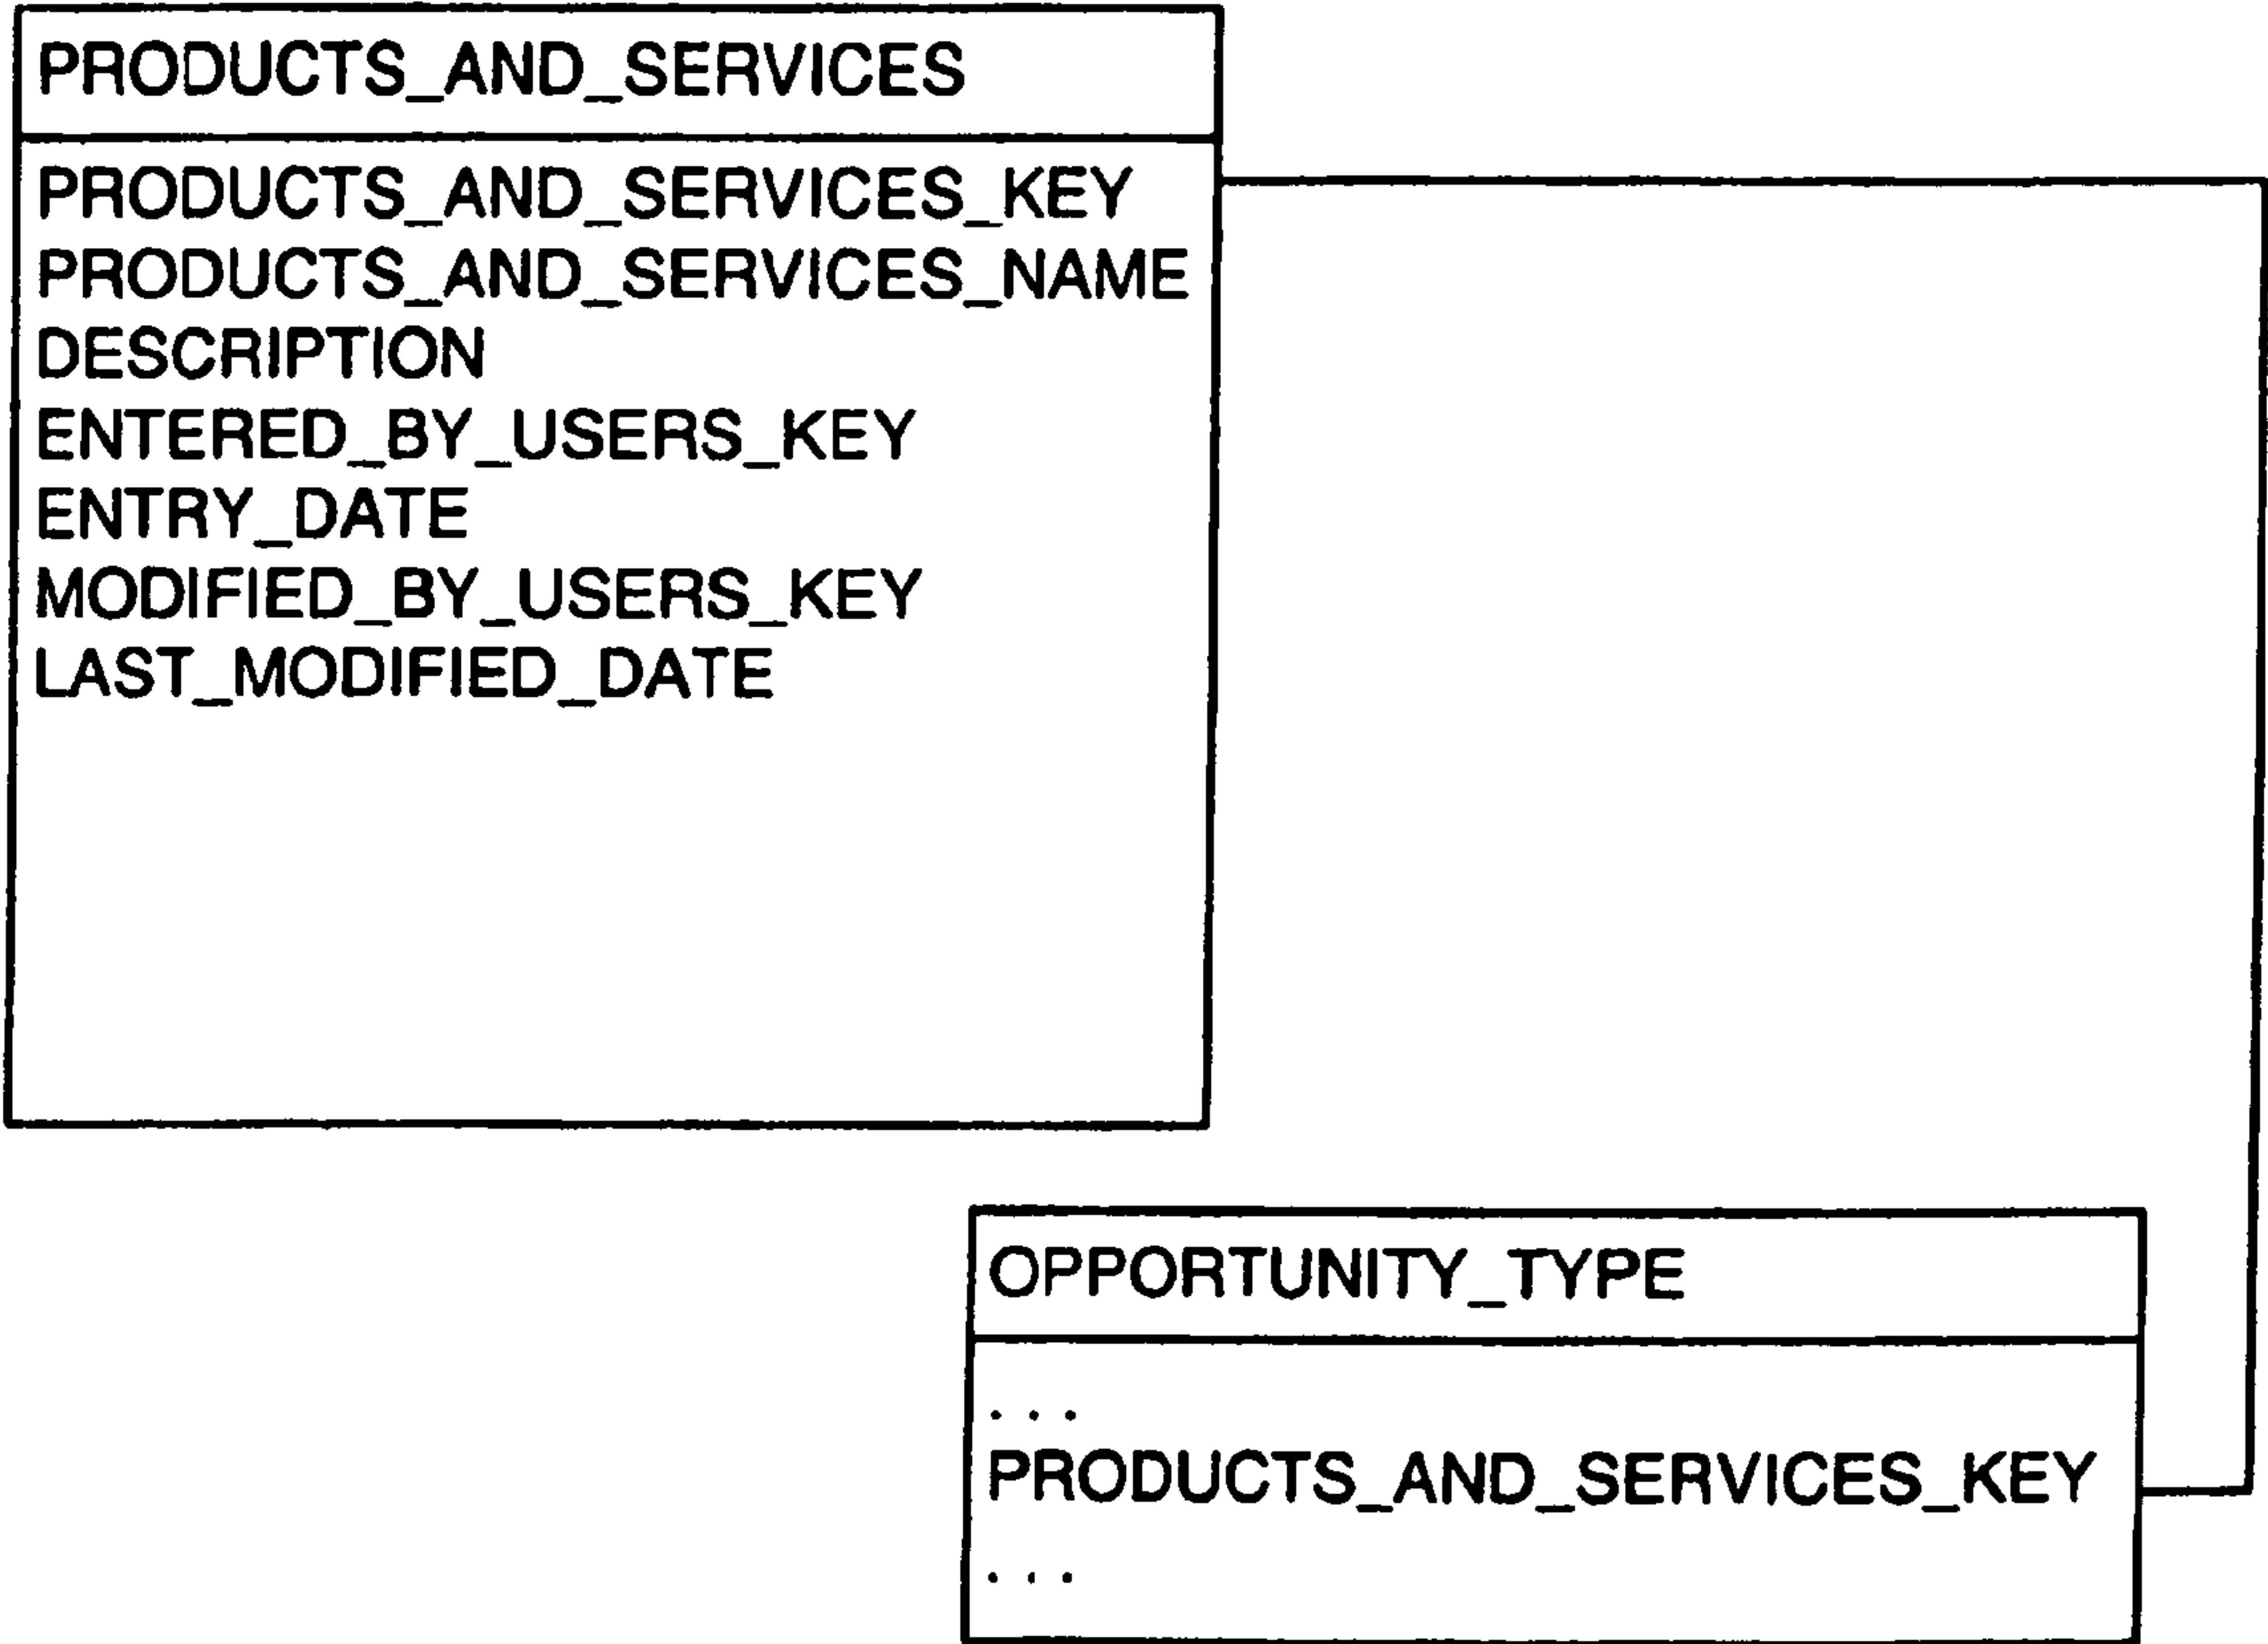 PRODUCTS_AND_SERVICES
PRODUCTS_AND_SERVICES_KEY
PRODUCTS_AND_SERVICES_NAME
DESCRIPTION
ENTERED_BY_USERS_KEY
ENTRY_DATE
MODIFIED_BY_USERS_KEY
LAST_MODIFIED_DATE
OPPORTUNITY_TYPE
. . .
PRODUCTS_AND_SERVICES_KEY
. . .